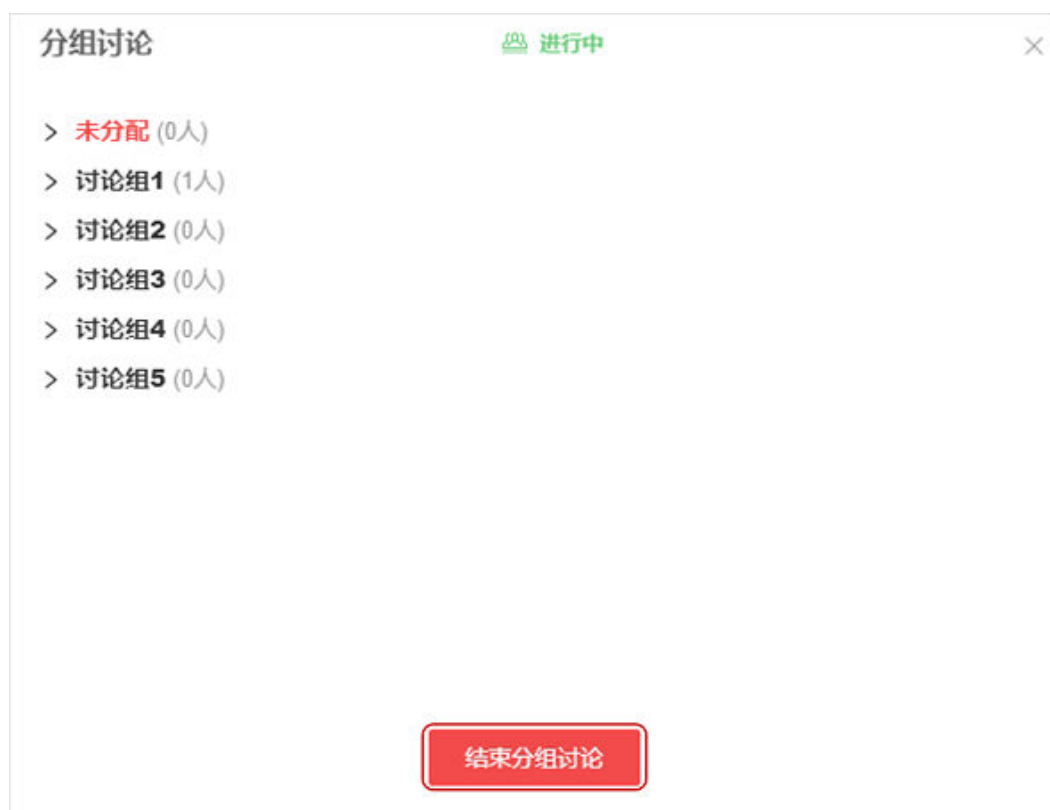 分组讨论 进行中
未分配 (0人)
讨论组1 (1人)
讨论组2 (0人)
讨论组3 (0人)
讨论组4 (0人)
讨论组5 (0人)
结束分组讨论